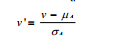 v' = (v − μ_A) / σ_A